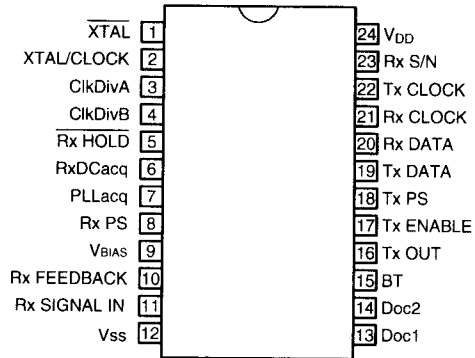 XTAL 1
XTAL/CLOCK 2
ClkDivA 3
ClkDivB 4
Rx HOLD 5
RxDCacq 6
PLLacq 7
Rx PS 8
VBIAS 9
Rx FEEDBACK 10
Rx SIGNAL IN 11
Vss 12
24 VDD
23 Rx S/N
22 Tx CLOCK
21 Rx CLOCK
20 Rx DATA
19 Tx DATA
18 Tx PS
17 Tx ENABLE
16 Tx OUT
15 BT
14 Doc2
13 Doc1